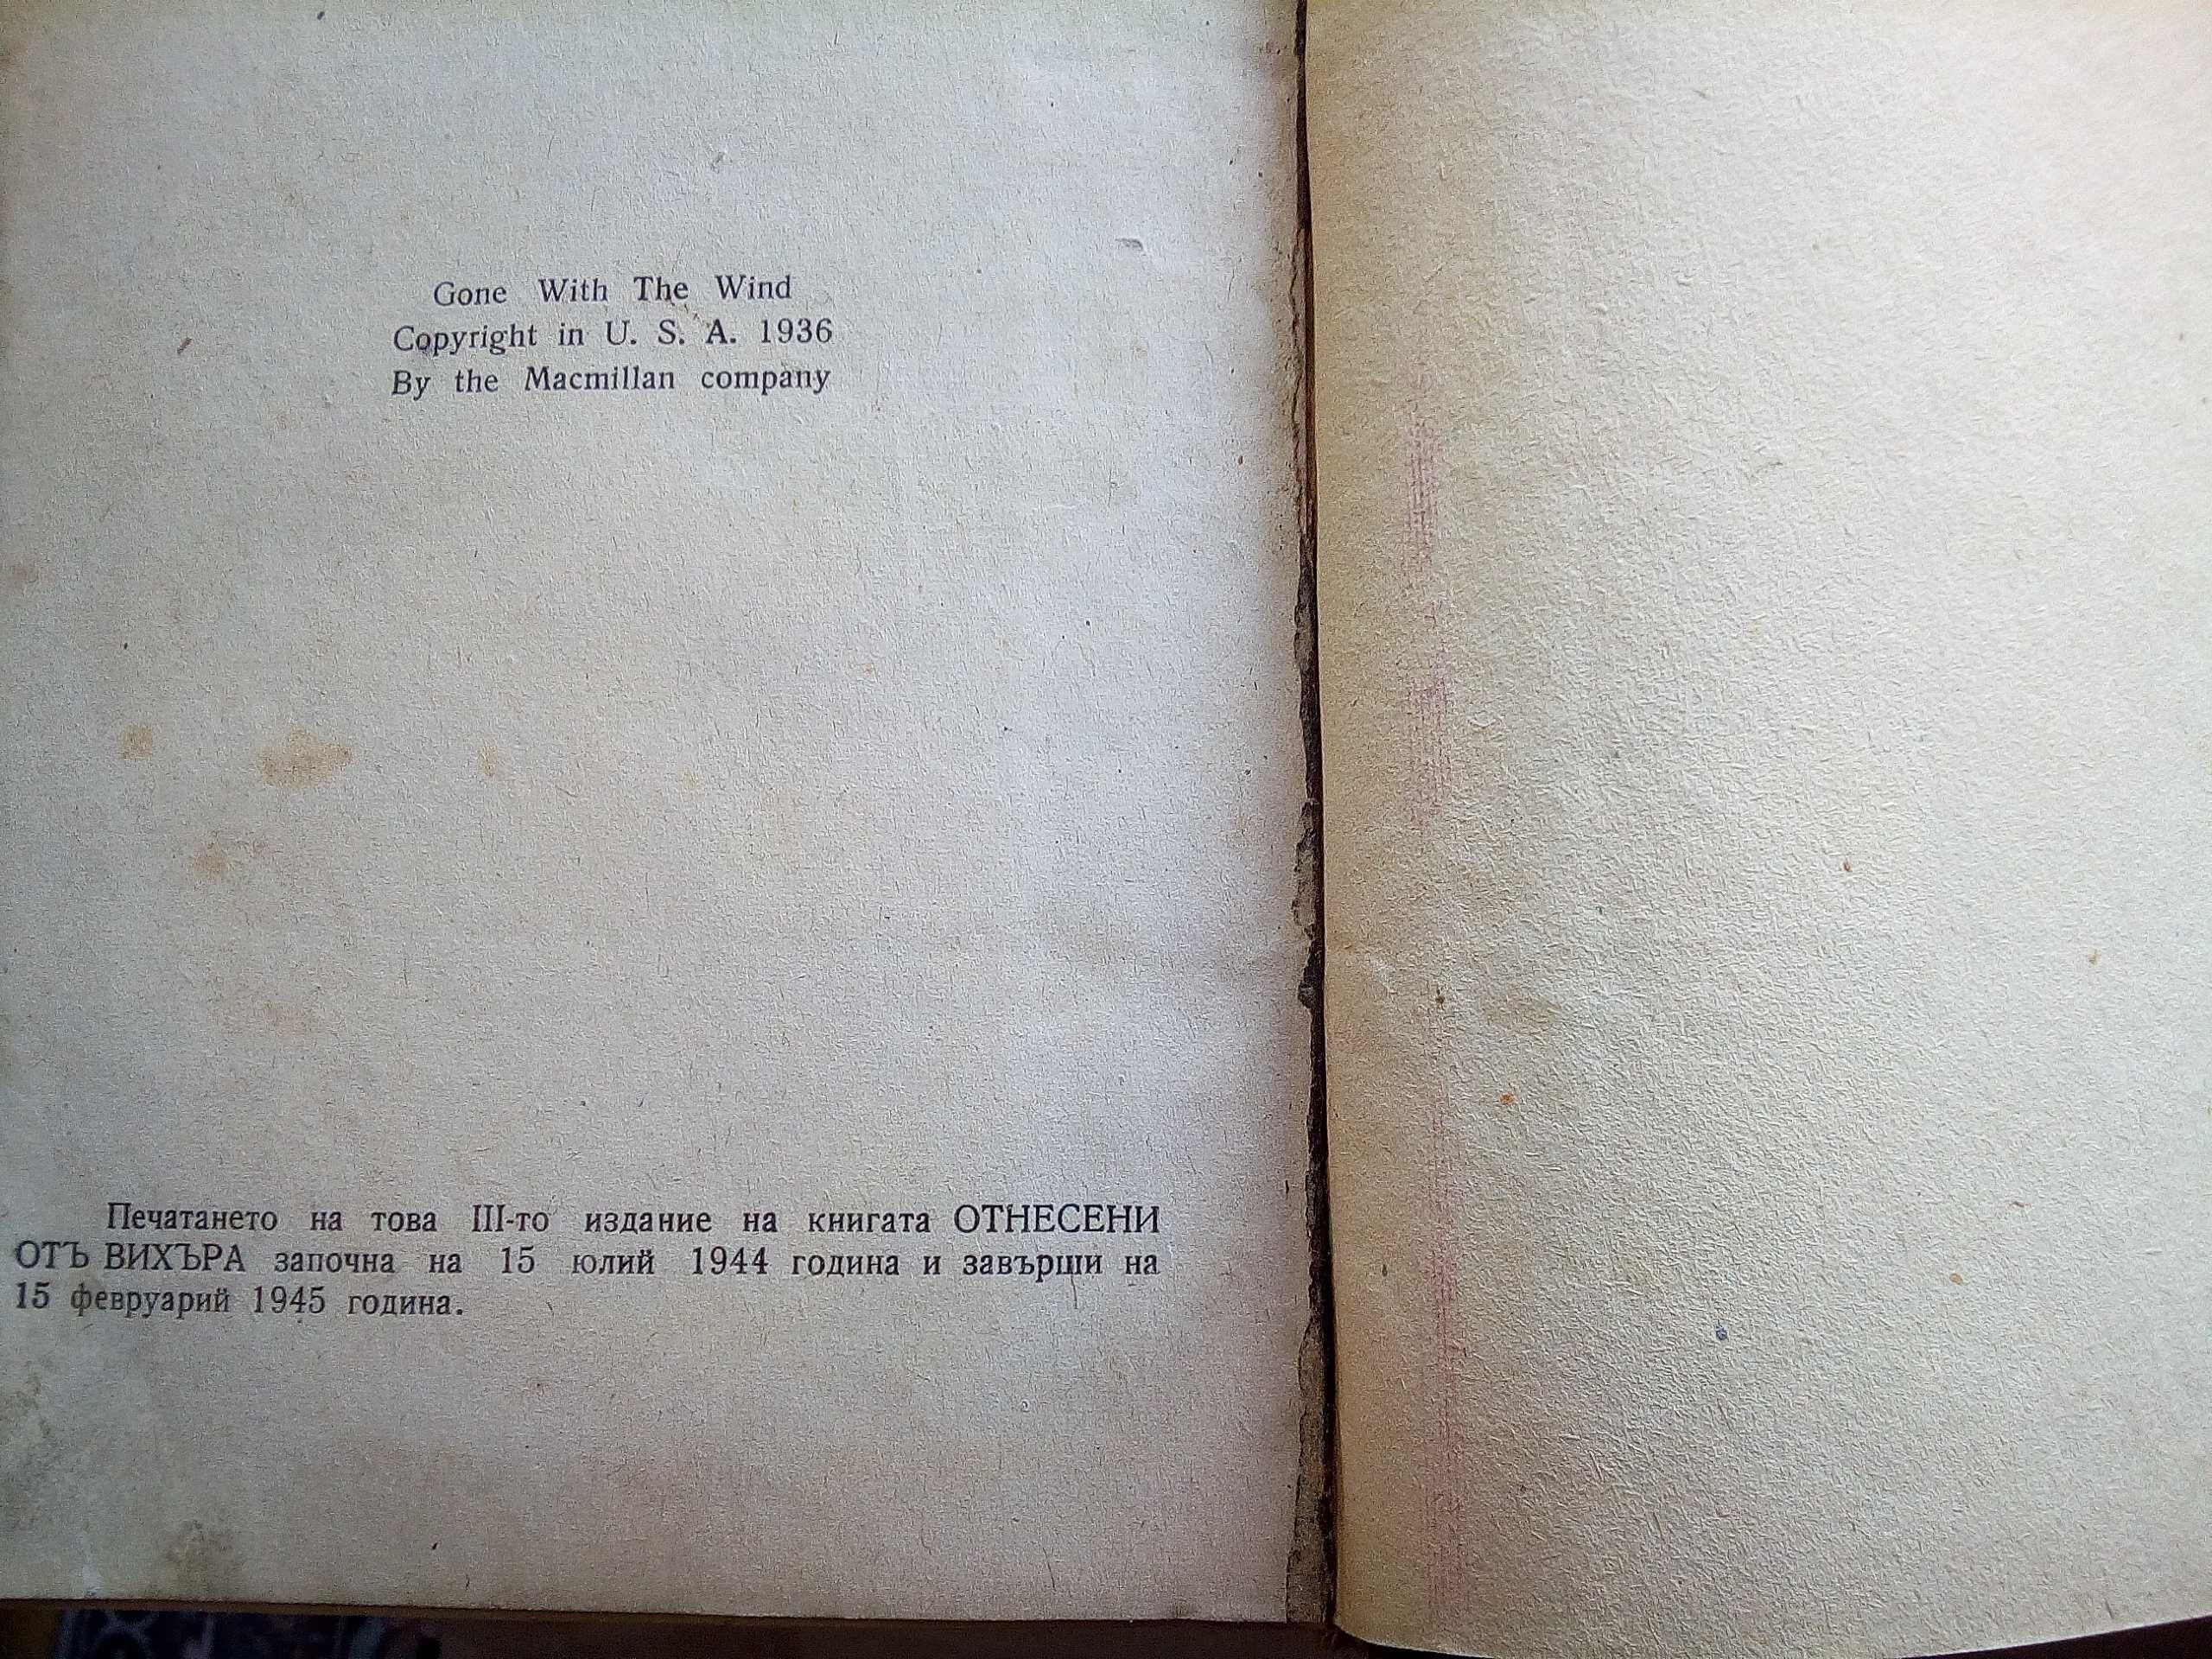 Gone With The Wind
Copyright in U. S. A. 1936
By the Macmillan company
Печатането на това III-то издание на книгата ОТНЕСЕНИ
ОТЪ ВИХЪРА започна на 15 юлий 1944 година и завърши на
15 февруарий 1945 година.